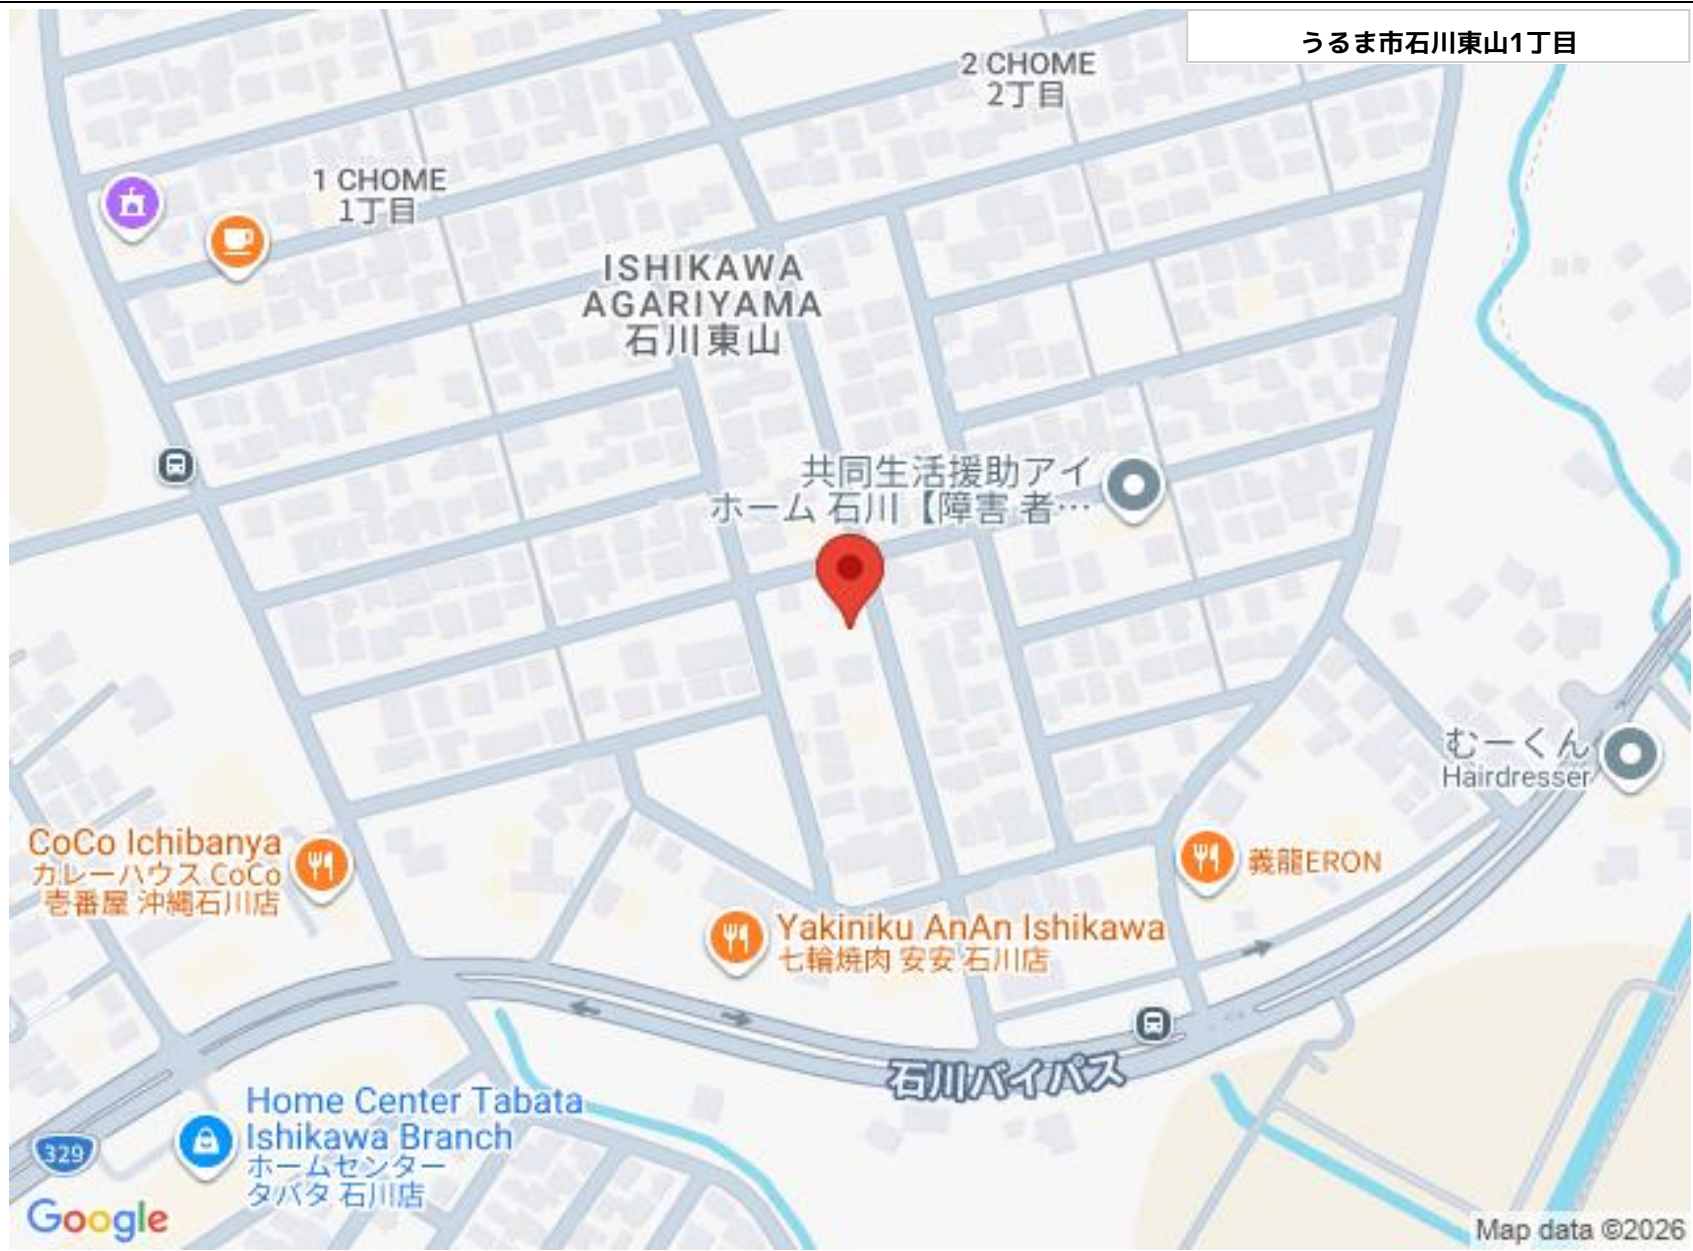 うるま市石川東山1丁目
2 CHOME
2丁目
1 CHOME
1丁目
ISHIKAWA
AGARIYAMA
石川東山
共同生活援助アイ
ホーム 石川【障害 者…
むーくん
Hairdresser
CoCo Ichibanya
カレーハウス CoCo
壱番屋 沖縄石川店
義龍ERON
Yakiniku AnAn Ishikawa
七輪焼肉 安安 石川店
石川バイパス
Home Center Tabata
Ishikawa Branch
ホームセンター
タバタ 石川店
329
Google
Map data ©2026